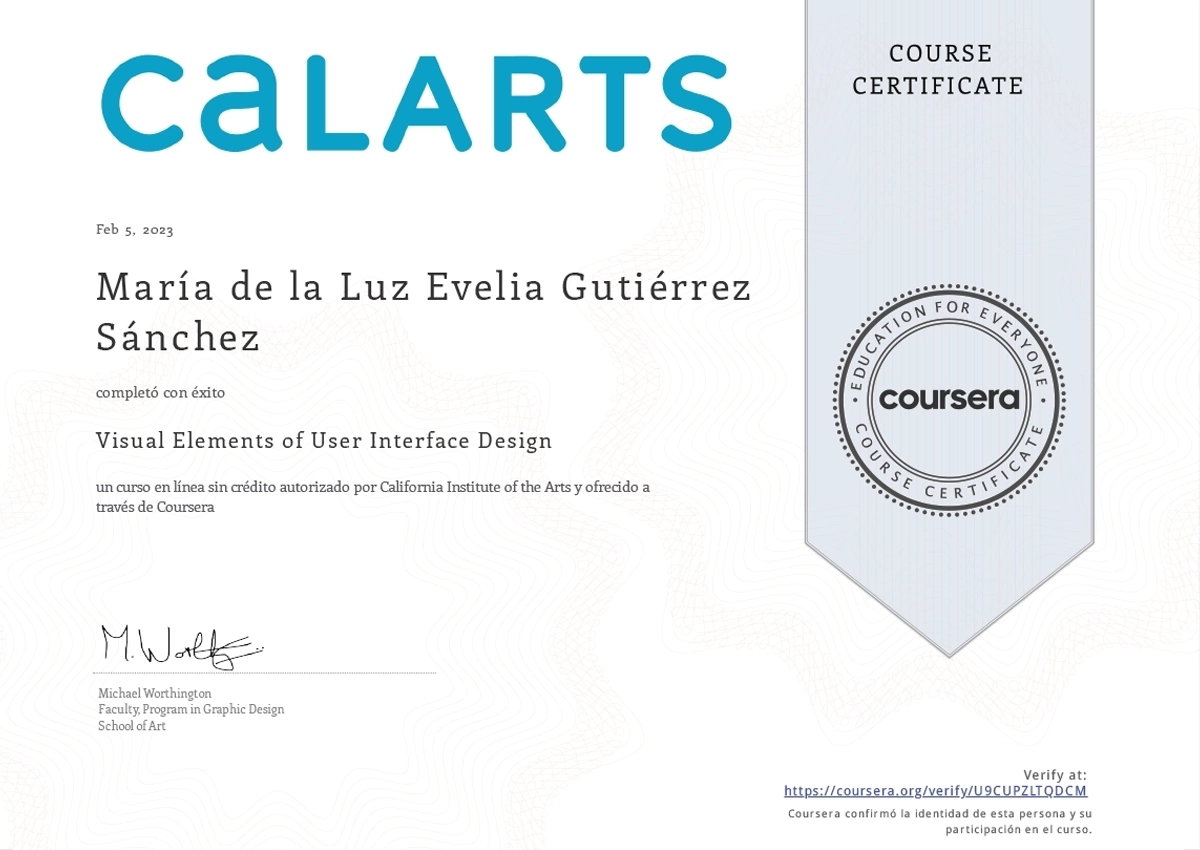 CALARTS
COURSE
CERTIFICATE
Feb 5, 2023
María de la Luz Evelia Gutiérrez
Sánchez
completó con éxito
Visual Elements of User Interface Design
un curso en línea sin crédito autorizado por California Institute of the Arts y ofrecido a
través de Coursera
EDUCATION FOR EVERYONE
coursera
COURSE CERTIFICATE
M. Worth
Michael Worthington
Faculty, Program in Graphic Design
School of Art
Verify at:
https://coursera.org/verify/U9CUPZLTQDCM
Coursera confirmó la identidad de esta persona y su
participación en el curso.